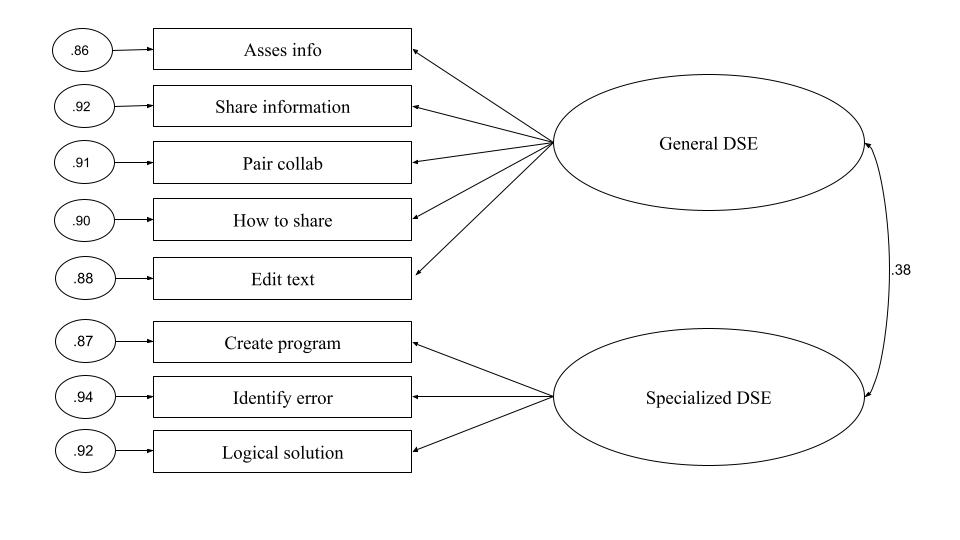 .86
Asses info
.92
Share information
General DSE
.91
Pair collab
.90
How to share
.88
Edit text
.38
.87
Create program
.94
Identify error
Specialized DSE
.92
Logical solution